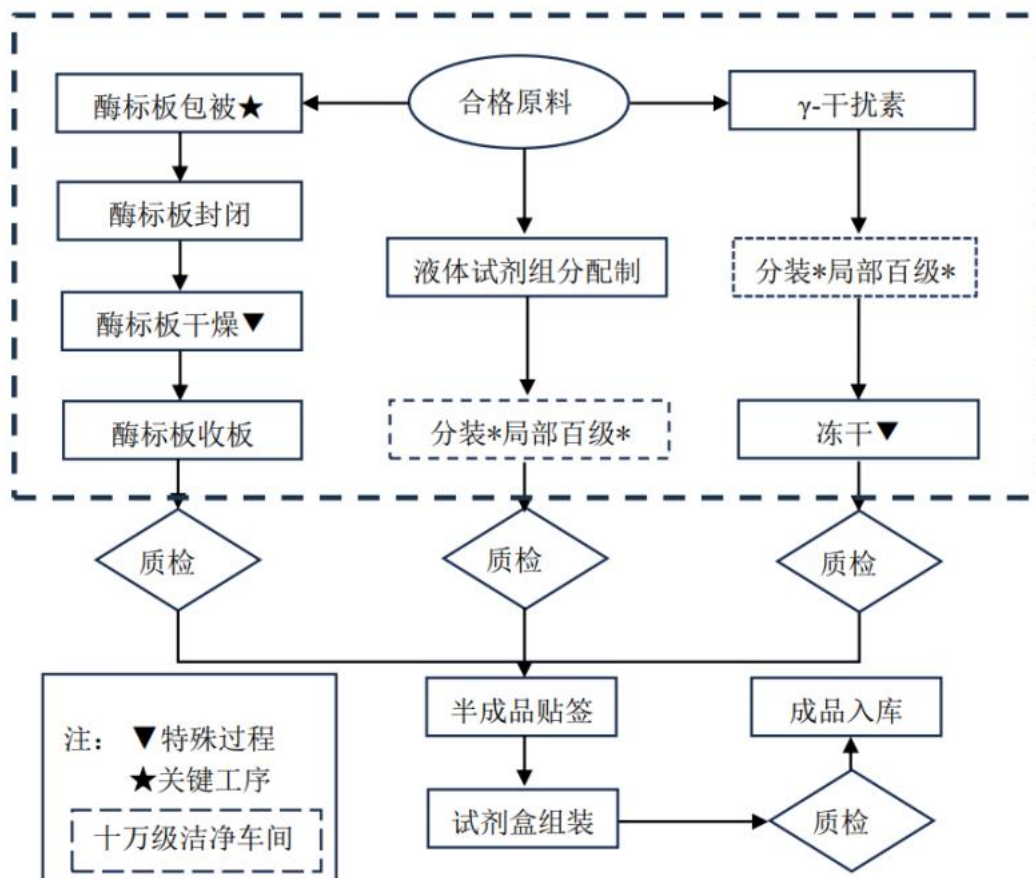 酶标板包被★
合格原料
γ-干扰素
酶标板封闭
液体试剂组分配制
分装*局部百级*
酶标板干燥▼
酶标板收板
分装*局部百级*
冻干▼
质检
质检
质检
半成品贴签
成品入库
注：▼特殊过程
★关键工序
试剂盒组装
质检
十万级洁净车间